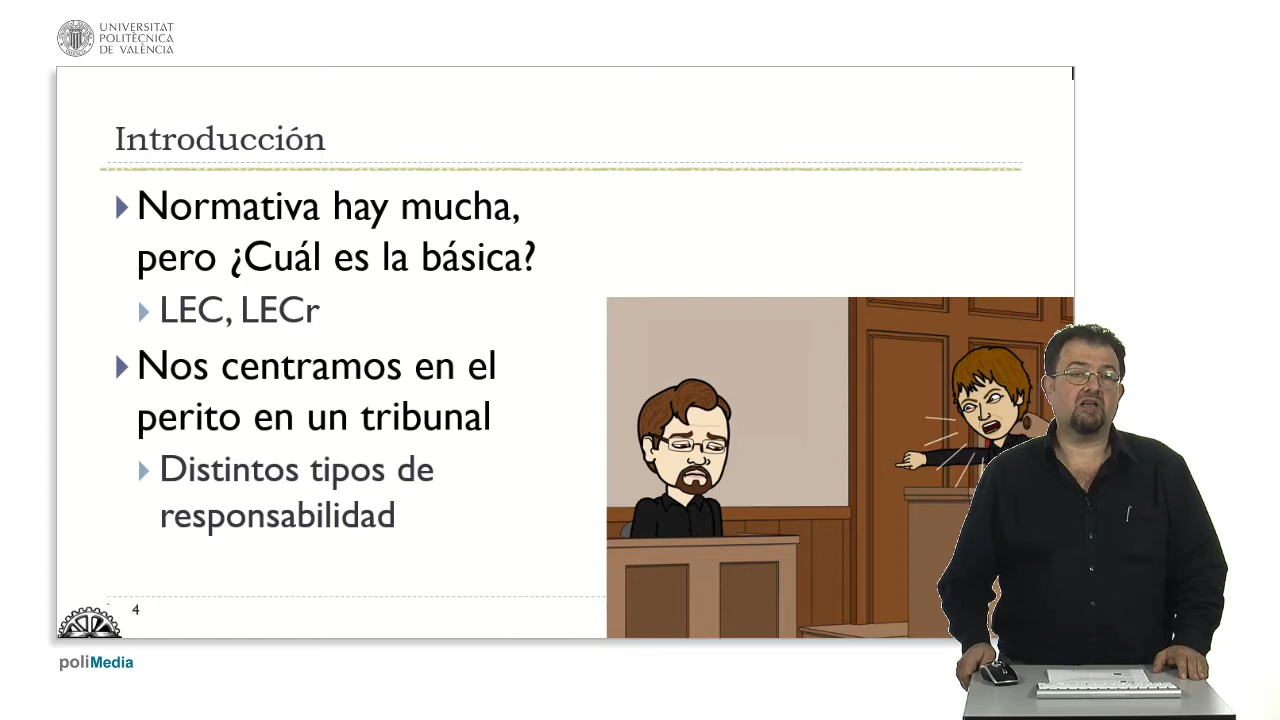 UNIVERSITAT
POLITÈCNICA
DE VALÈNCIA
Introducción
Normativa hay mucha,
pero ¿Cuál es la básica?
LEC, LECr
Nos centramos en el
perito en un tribunal
Distintos tipos de
responsabilidad
4
poliMedia